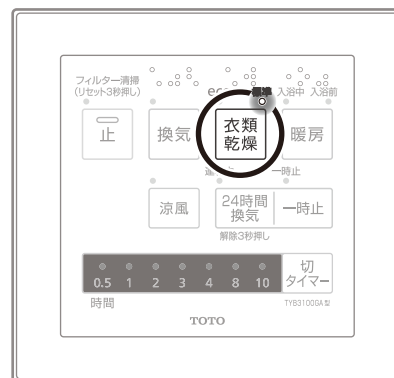 フィルター清掃
(リセット3秒押し)
標準 入浴中 入浴前
止 換気 衣類乾燥 暖房
一時止
涼風 24時間換気 一時止
解除3秒押し
0.5 1 2 3 4 8 10 切タイマー
時間
TYB3100GA型
TOTO